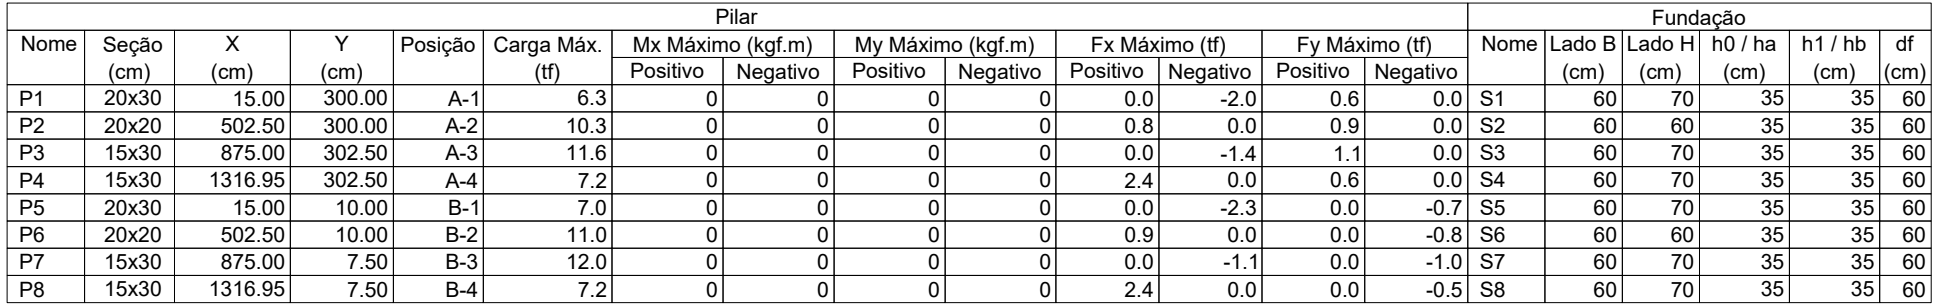 Pilar Fundação
Nome Seção X Y Posição Carga Máx. Mx Máximo (kgf.m) My Máximo (kgf.m) Fx Máximo (tf) Fy Máximo (tf) Nome Lado B Lado H h0 / ha h1 / hb df
(cm) (cm) (cm) (tf) Positivo Negativo Positivo Negativo Positivo Negativo Positivo Negativo (cm) (cm) (cm) (cm) (cm)
P1 20x30 15.00 300.00 A-1 6.3 0 0 0 0 0.0 -2.0 0.6 0.0 S1 60 70 35 35 60
P2 20x20 502.50 300.00 A-2 10.3 0 0 0 0 0.8 0.0 0.9 0.0 S2 60 60 35 35 60
P3 15x30 875.00 302.50 A-3 11.6 0 0 0 0 0.0 -1.4 1.1 0.0 S3 60 70 35 35 60
P4 15x30 1316.95 302.50 A-4 7.2 0 0 0 0 2.4 0.0 0.6 0.0 S4 60 70 35 35 60
P5 20x30 15.00 10.00 B-1 7.0 0 0 0 0 0.0 -2.3 0.0 -0.7 S5 60 70 35 35 60
P6 20x20 502.50 10.00 B-2 11.0 0 0 0 0 0.9 0.0 0.0 -0.8 S6 60 60 35 35 60
P7 15x30 875.00 7.50 B-3 12.0 0 0 0 0 0.0 -1.1 0.0 -1.0 S7 60 70 35 35 60
P8 15x30 1316.95 7.50 B-4 7.2 0 0 0 0 2.4 0.0 0.0 -0.5 S8 60 70 35 35 60